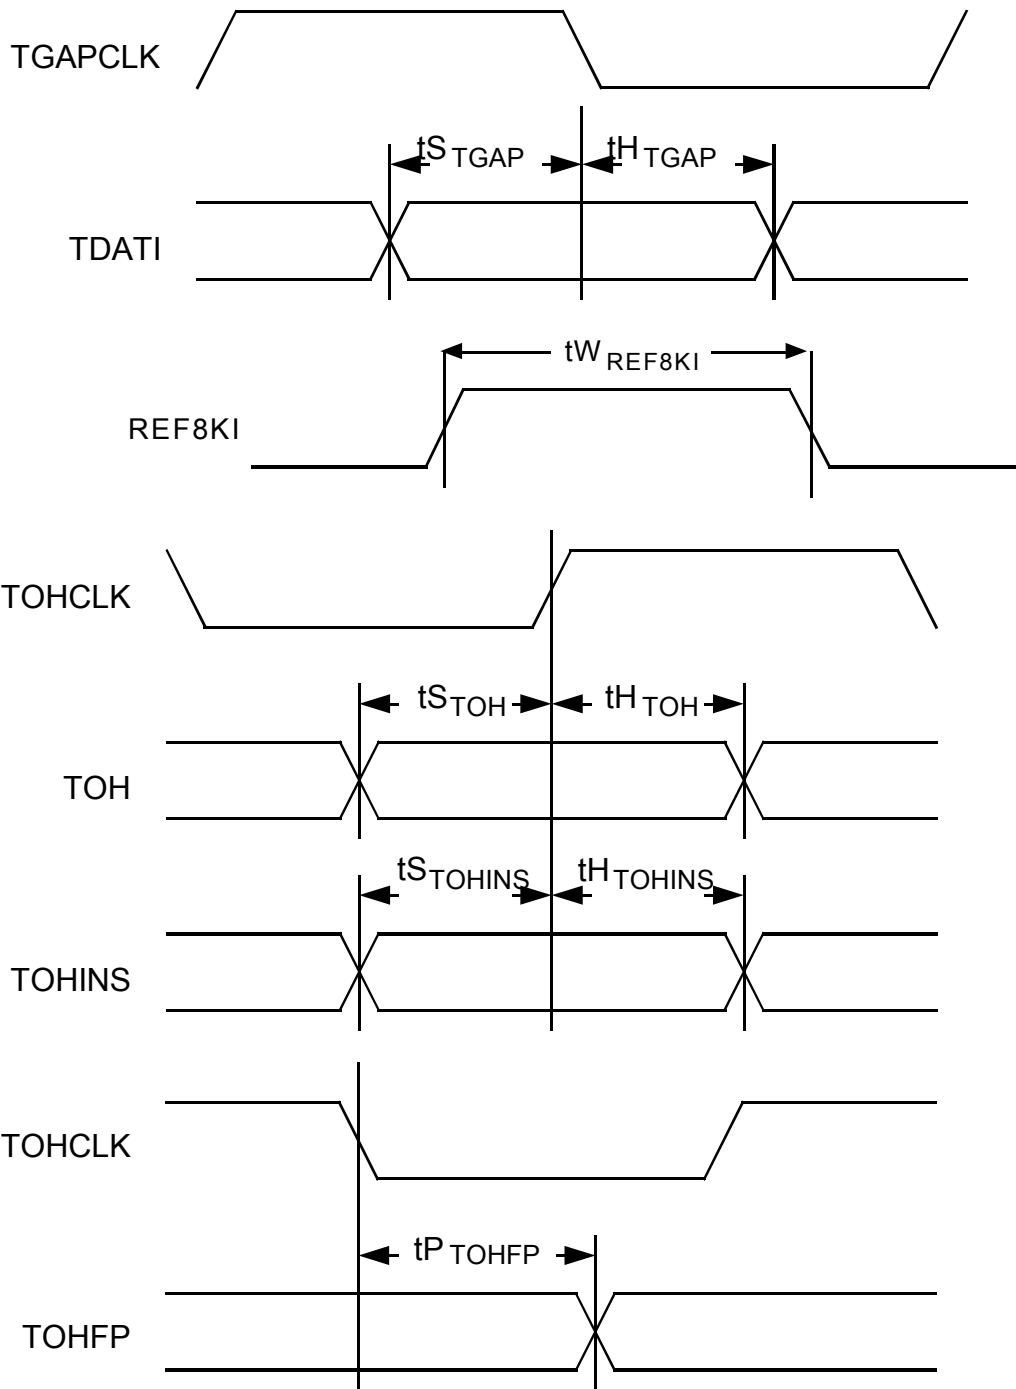 TGAPCLK
tS TGAP tH TGAP
TDATI
tW REF8KI
REF8KI
TOHCLK
tS TOH tH TOH
TOH
tS TOHINS tH TOHINS
TOHINS
TOHCLK
tP TOHFP
TOHFP